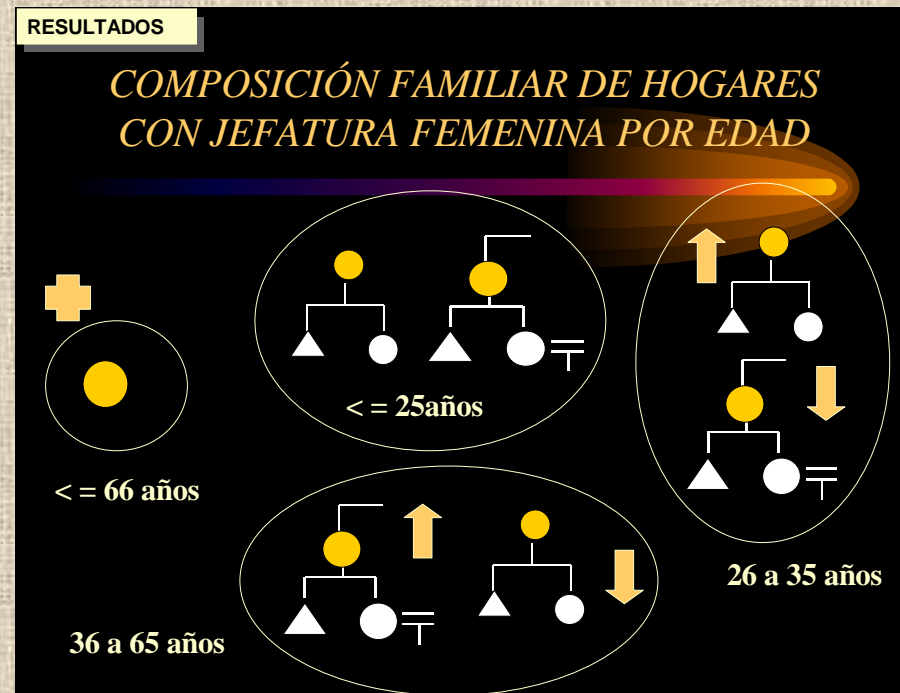 RESULTADOS
COMPOSICIÓN FAMILIAR DE HOGARES
CON JEFATURA FEMENINA POR EDAD
< = 25años
< = 66 años
26 a 35 años
36 a 65 años